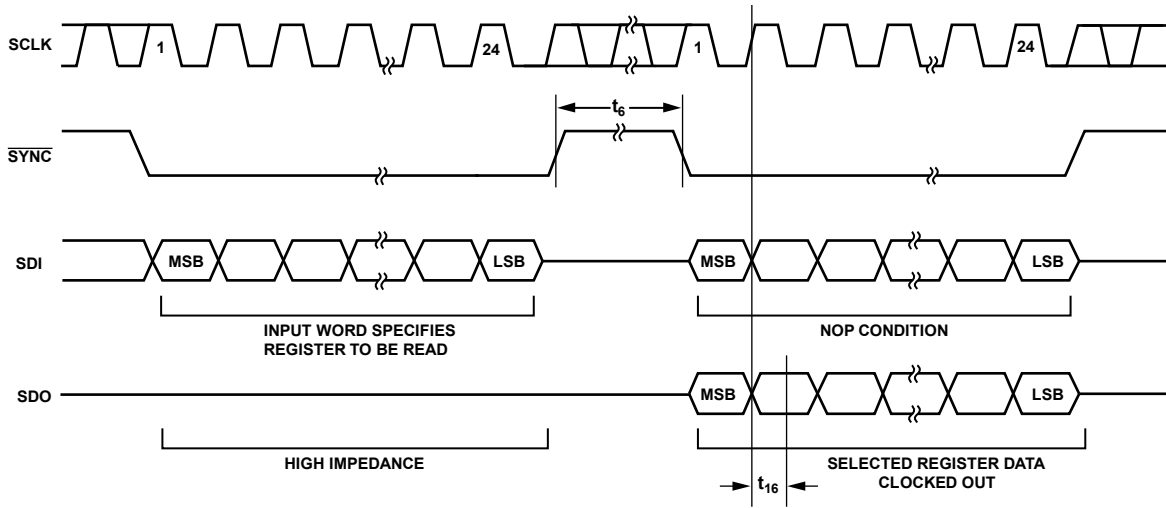 SCLK
1
24
1
24
t6
SYNC
SDI
MSB
LSB
MSB
LSB
INPUT WORD SPECIFIES
REGISTER TO BE READ
NOP CONDITION
SDO
MSB
LSB
HIGH IMPEDANCE
SELECTED REGISTER DATA
CLOCKED OUT
t16